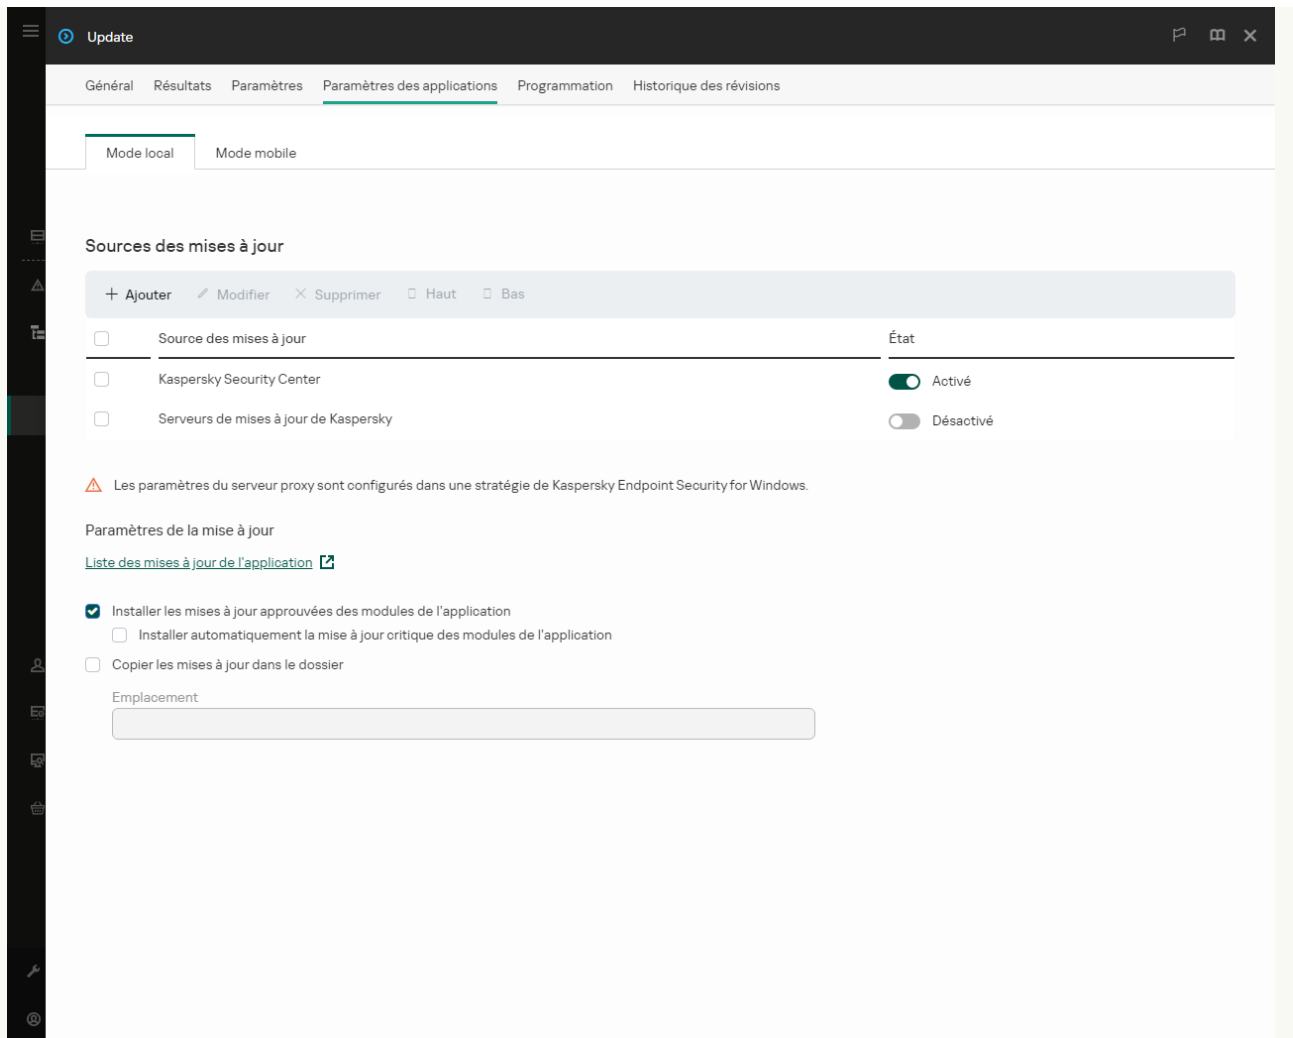 Update
Général Résultats Paramètres Paramètres des applications Programmation Historique des révisions
Mode local Mode mobile
Sources des mises à jour
Ajouter Modifier Supprimer Haut Bas
Source des mises à jour État
Kaspersky Security Center Activé
Serveurs de mises à jour de Kaspersky Désactivé
Les paramètres du serveur proxy sont configurés dans une stratégie de Kaspersky Endpoint Security for Windows.
Paramètres de la mise à jour
Liste des mises à jour de l'application
Installer les mises à jour approuvées des modules de l'application
Installer automatiquement la mise à jour critique des modules de l'application
Copier les mises à jour dans le dossier
Emplacement